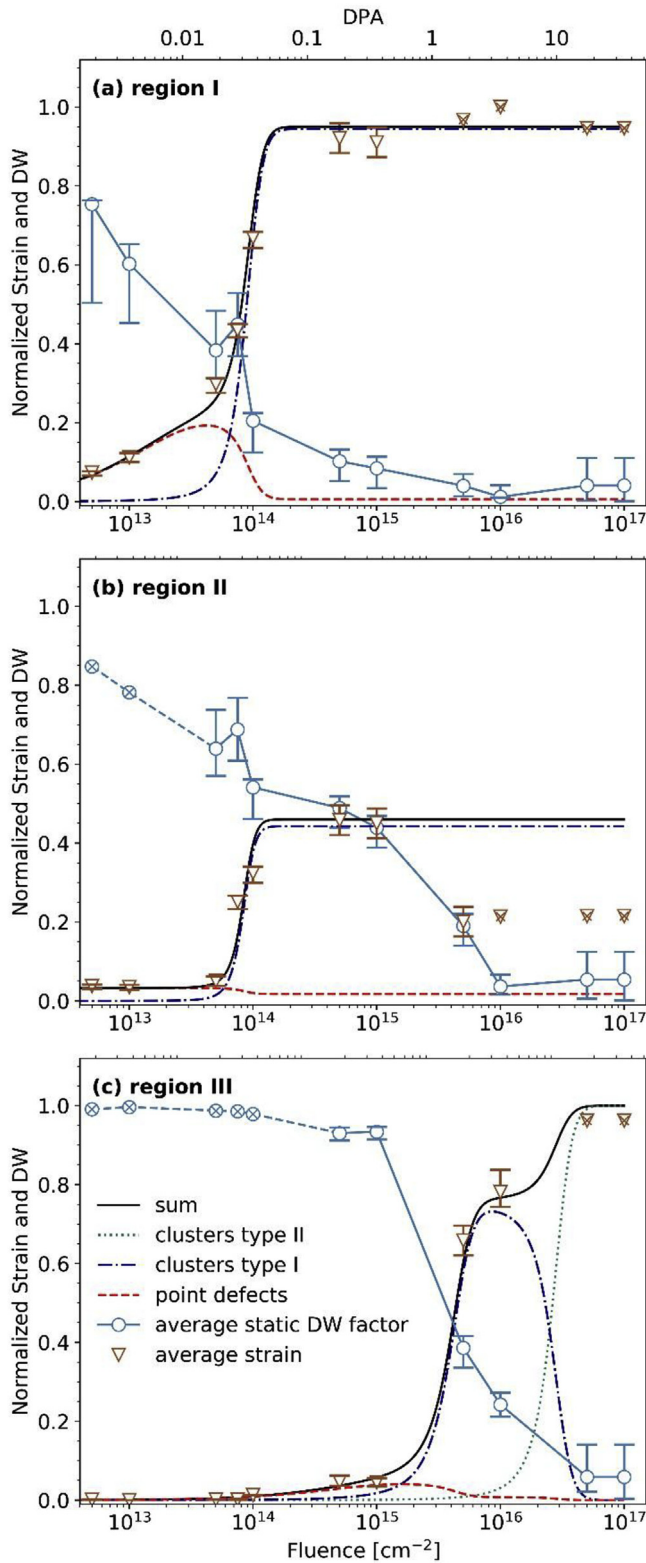 DPA
0.01 0.1 1 10
(a) region I
Normalized Strain and DW
1.0
0.8
0.6
0.4
0.2
0.0
10¹³ 10¹⁴ 10¹⁵ 10¹⁶ 10¹⁷
(b) region II
Normalized Strain and DW
1.0
0.8
0.6
0.4
0.2
0.0
10¹³ 10¹⁴ 10¹⁵ 10¹⁶ 10¹⁷
(c) region III
Normalized Strain and DW
1.0
0.8
0.6
0.4
0.2
0.0
sum
clusters type II
clusters type I
point defects
average static DW factor
average strain
10¹³ 10¹⁴ 10¹⁵ 10¹⁶ 10¹⁷
Fluence [cm⁻²]